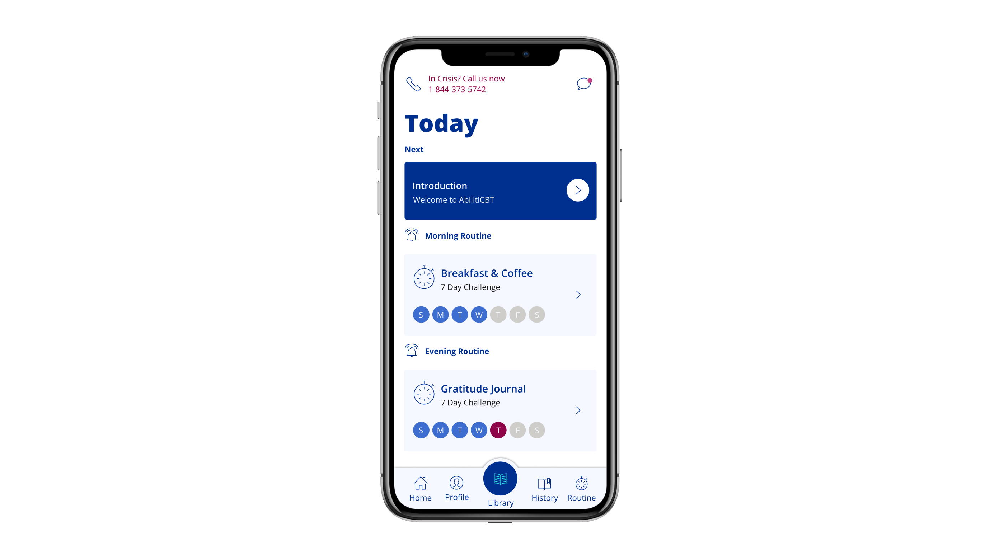 In Crisis? Call us now
1-844-373-5742
Today
Next
Introduction
Welcome to AbilitiCBT
Morning Routine
Breakfast & Coffee
7 Day Challenge
S M T W T F S
Evening Routine
Gratitude Journal
7 Day Challenge
S M T W T F S
Home Profile Library History Routine